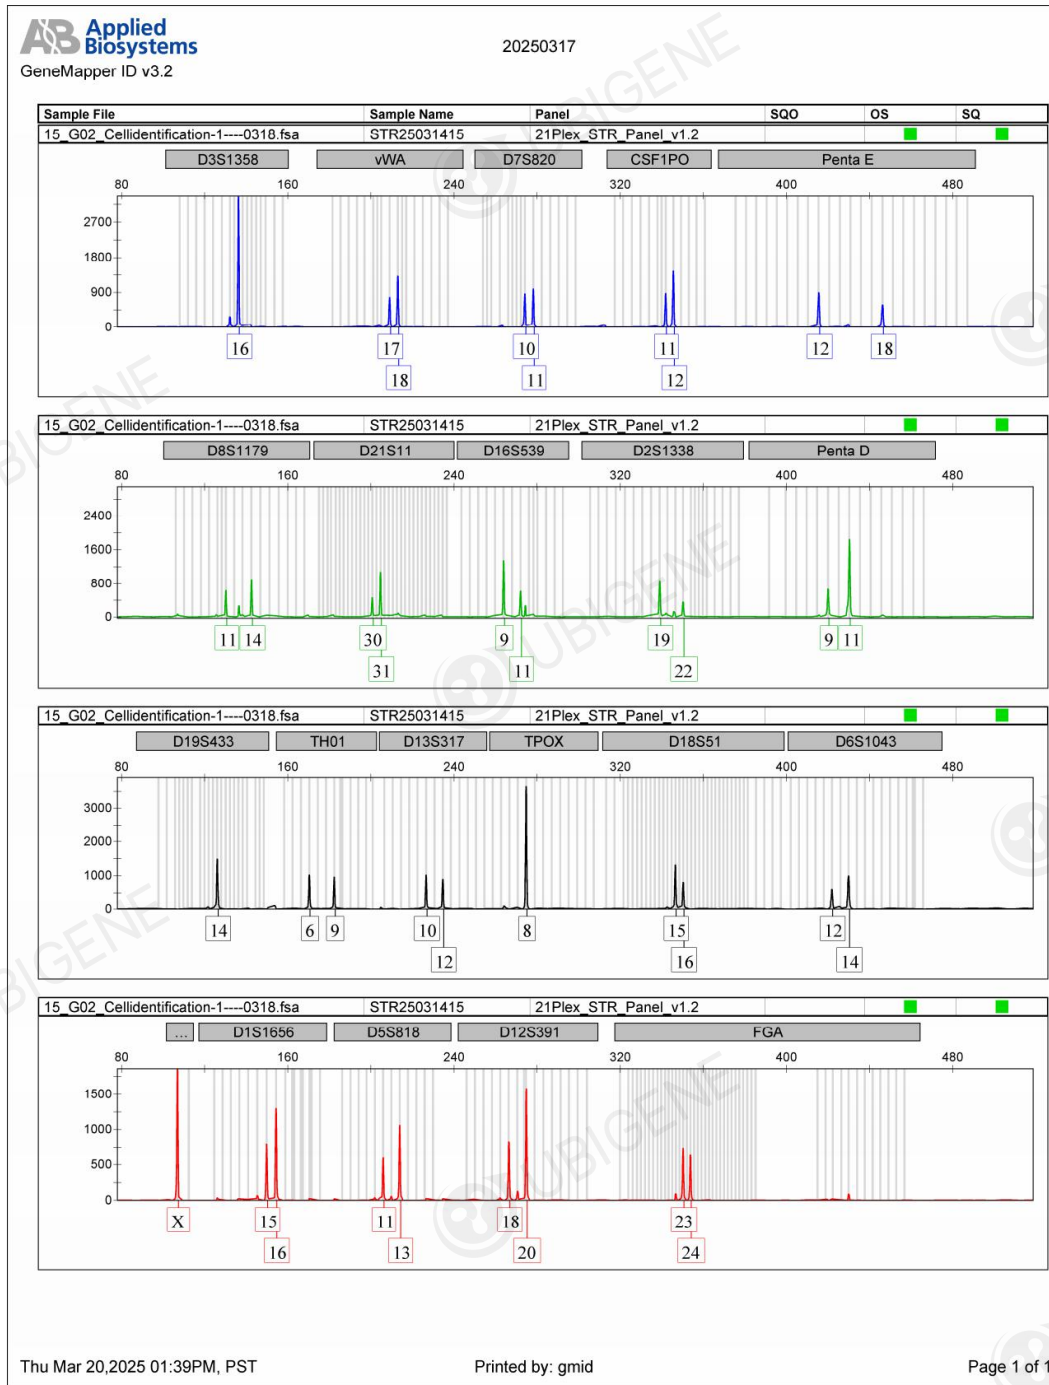 AB Applied
Biosystems
GeneMapper ID v3.2
20250317
Sample File Sample Name Panel SQO OS SQ
15_G02_Cellidentification-1----0318.fsa STR25031415 21Plex_STR_Panel_v1.2
D3S1358 vWA D7S820 CSF1PO Penta E
80 160 240 320 400 480
2700
1800
900
0
16 17 10 11 12 18
18 11 12
15_G02_Cellidentification-1----0318.fsa STR25031415 21Plex_STR_Panel_v1.2
D8S1179 D21S11 D16S539 D2S1338 Penta D
80 160 240 320 400 480
2400
1600
800
0
11 14 30 9 19 9 11
31 11 22
15_G02_Cellidentification-1----0318.fsa STR25031415 21Plex_STR_Panel_v1.2
D19S433 TH01 D13S317 TPOX D18S51 D6S1043
80 160 240 320 400 480
3000
2000
1000
0
14 6 9 10 8 15 12
12 16 14
15_G02_Cellidentification-1----0318.fsa STR25031415 21Plex_STR_Panel_v1.2
... D1S1656 D5S818 D12S391 FGA
80 160 240 320 400 480
1500
1000
500
0
X 15 11 18 23
16 13 20 24
Thu Mar 20,2025 01:39PM, PST Printed by: gmid Page 1 of 1
UBIGENE
UBIGENE
UBIGENE
UBIGENE
UBIGENE